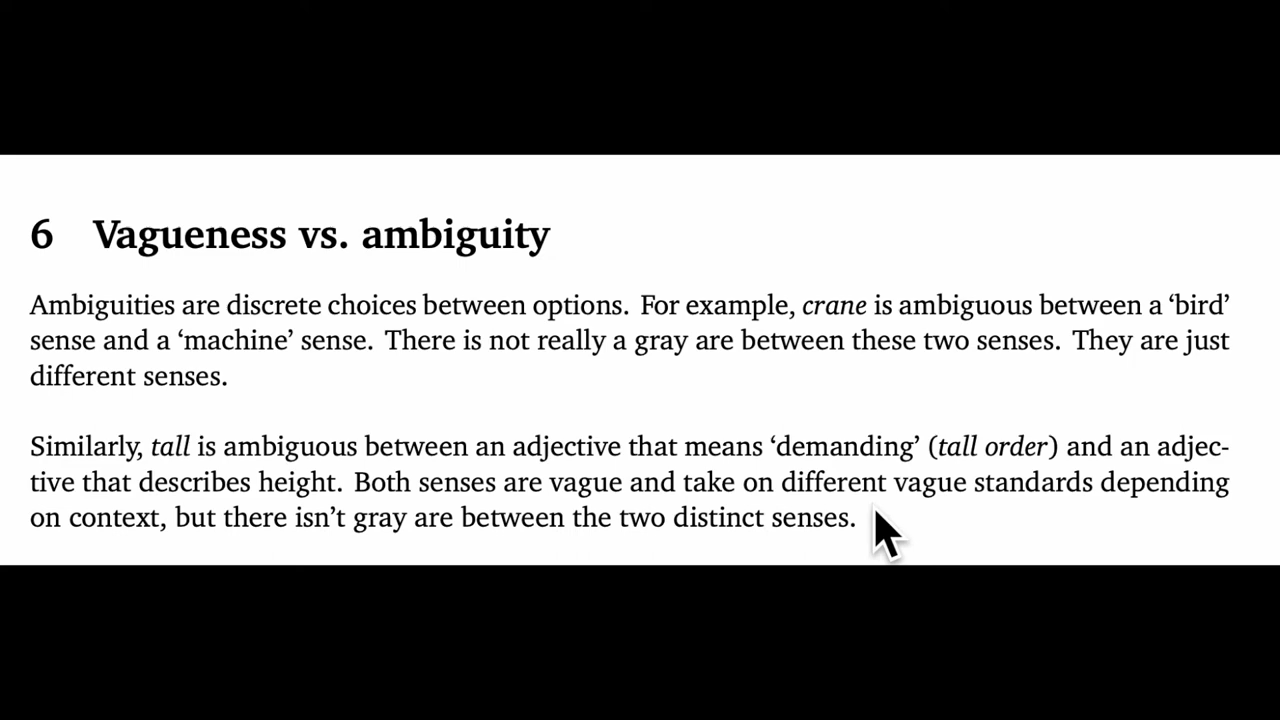 6 Vagueness vs. ambiguity
Ambiguities are discrete choices between options. For example, crane is ambiguous between a ‘bird’
sense and a ‘machine’ sense. There is not really a gray are between these two senses. They are just
different senses.
Similarly, tall is ambiguous between an adjective that means ‘demanding’ (tall order) and an adjec-
tive that describes height. Both senses are vague and take on different vague standards depending
on context, but there isn’t gray are between the two distinct senses.